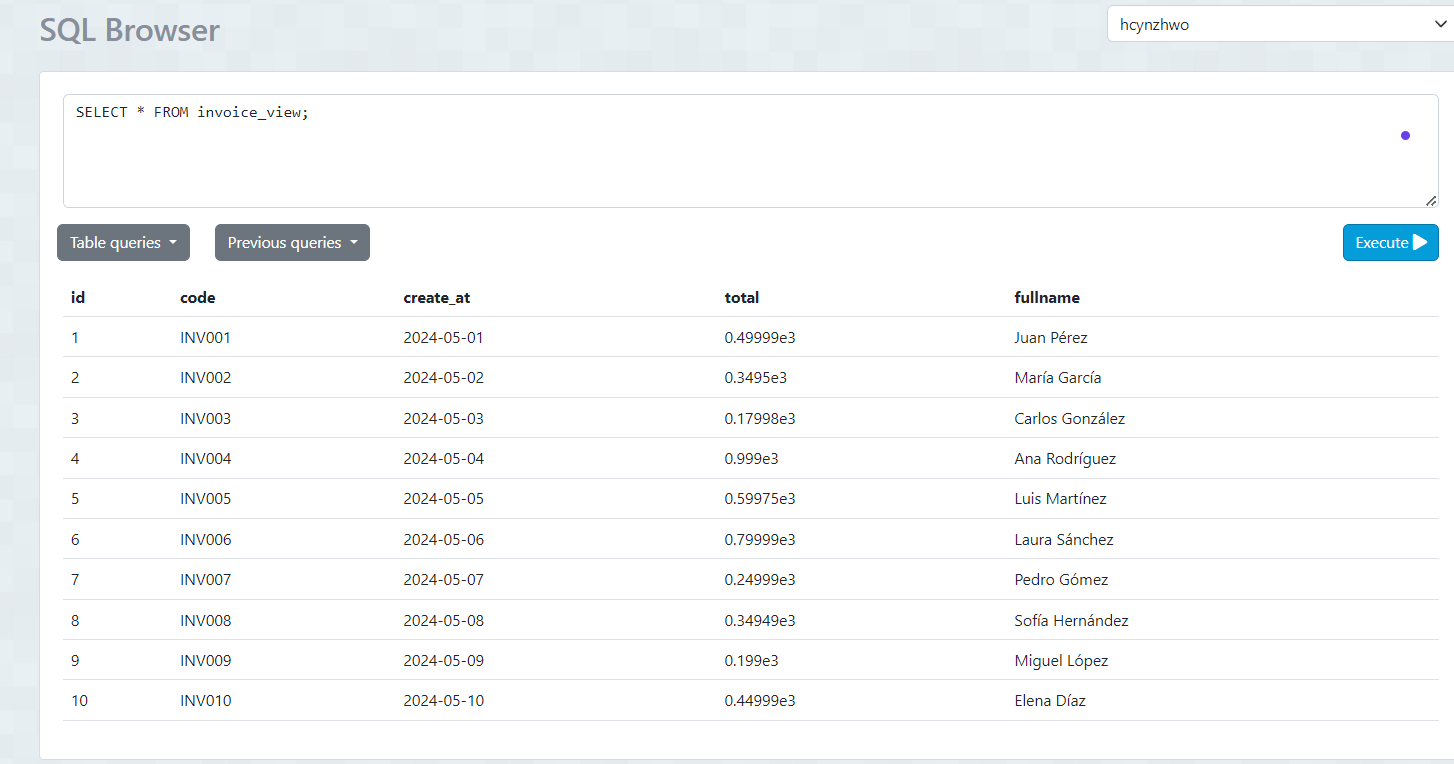 SQL Browser
hcynzhwo
SELECT * FROM invoice_view;
Table queries
Previous queries
Execute
id code create_at total fullname
1 INV001 2024-05-01 0.49999e3 Juan Pérez
2 INV002 2024-05-02 0.3495e3 María García
3 INV003 2024-05-03 0.17998e3 Carlos González
4 INV004 2024-05-04 0.999e3 Ana Rodríguez
5 INV005 2024-05-05 0.59975e3 Luis Martínez
6 INV006 2024-05-06 0.79999e3 Laura Sánchez
7 INV007 2024-05-07 0.24999e3 Pedro Gómez
8 INV008 2024-05-08 0.34949e3 Sofía Hernández
9 INV009 2024-05-09 0.199e3 Miguel López
10 INV010 2024-05-10 0.44999e3 Elena Díaz